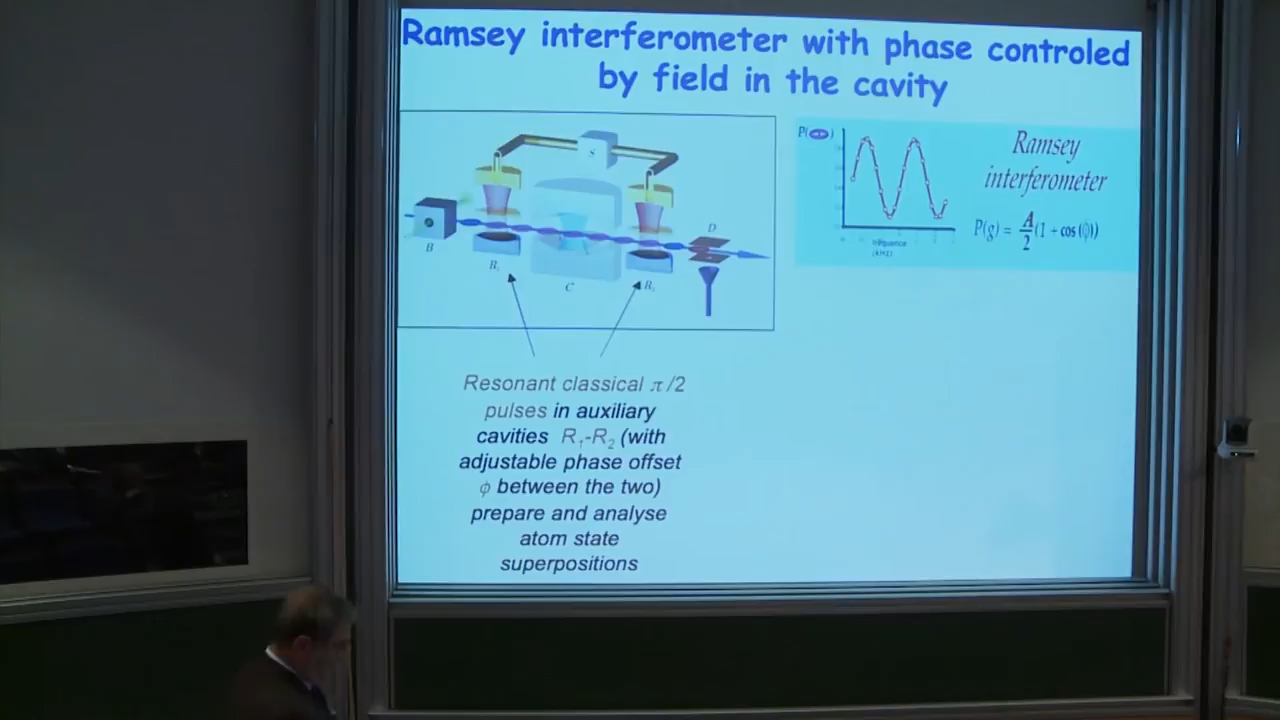 Ramsey interferometer with phase controled
by field in the cavity
S
B
R₁
C
R₂
D
P( )
fréquence
(kHz)
Ramsey
interferometer
P(g) = A/2 (1 + cos(ϕ))
Resonant classical π/2
pulses in auxiliary
cavities R₁-R₂ (with
adjustable phase offset
ϕ between the two)
prepare and analyse
atom state
superpositions